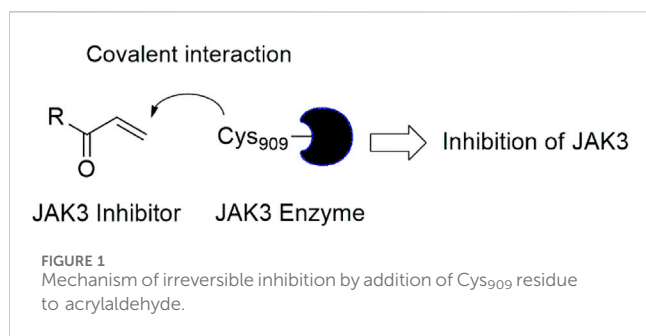 Covalent interaction
R
O
Cys₉₀₉
Inhibition of JAK3
JAK3 Inhibitor
JAK3 Enzyme
FIGURE 1
Mechanism of irreversible inhibition by addition of Cys₉₀₉ residue
to acrylaldehyde.